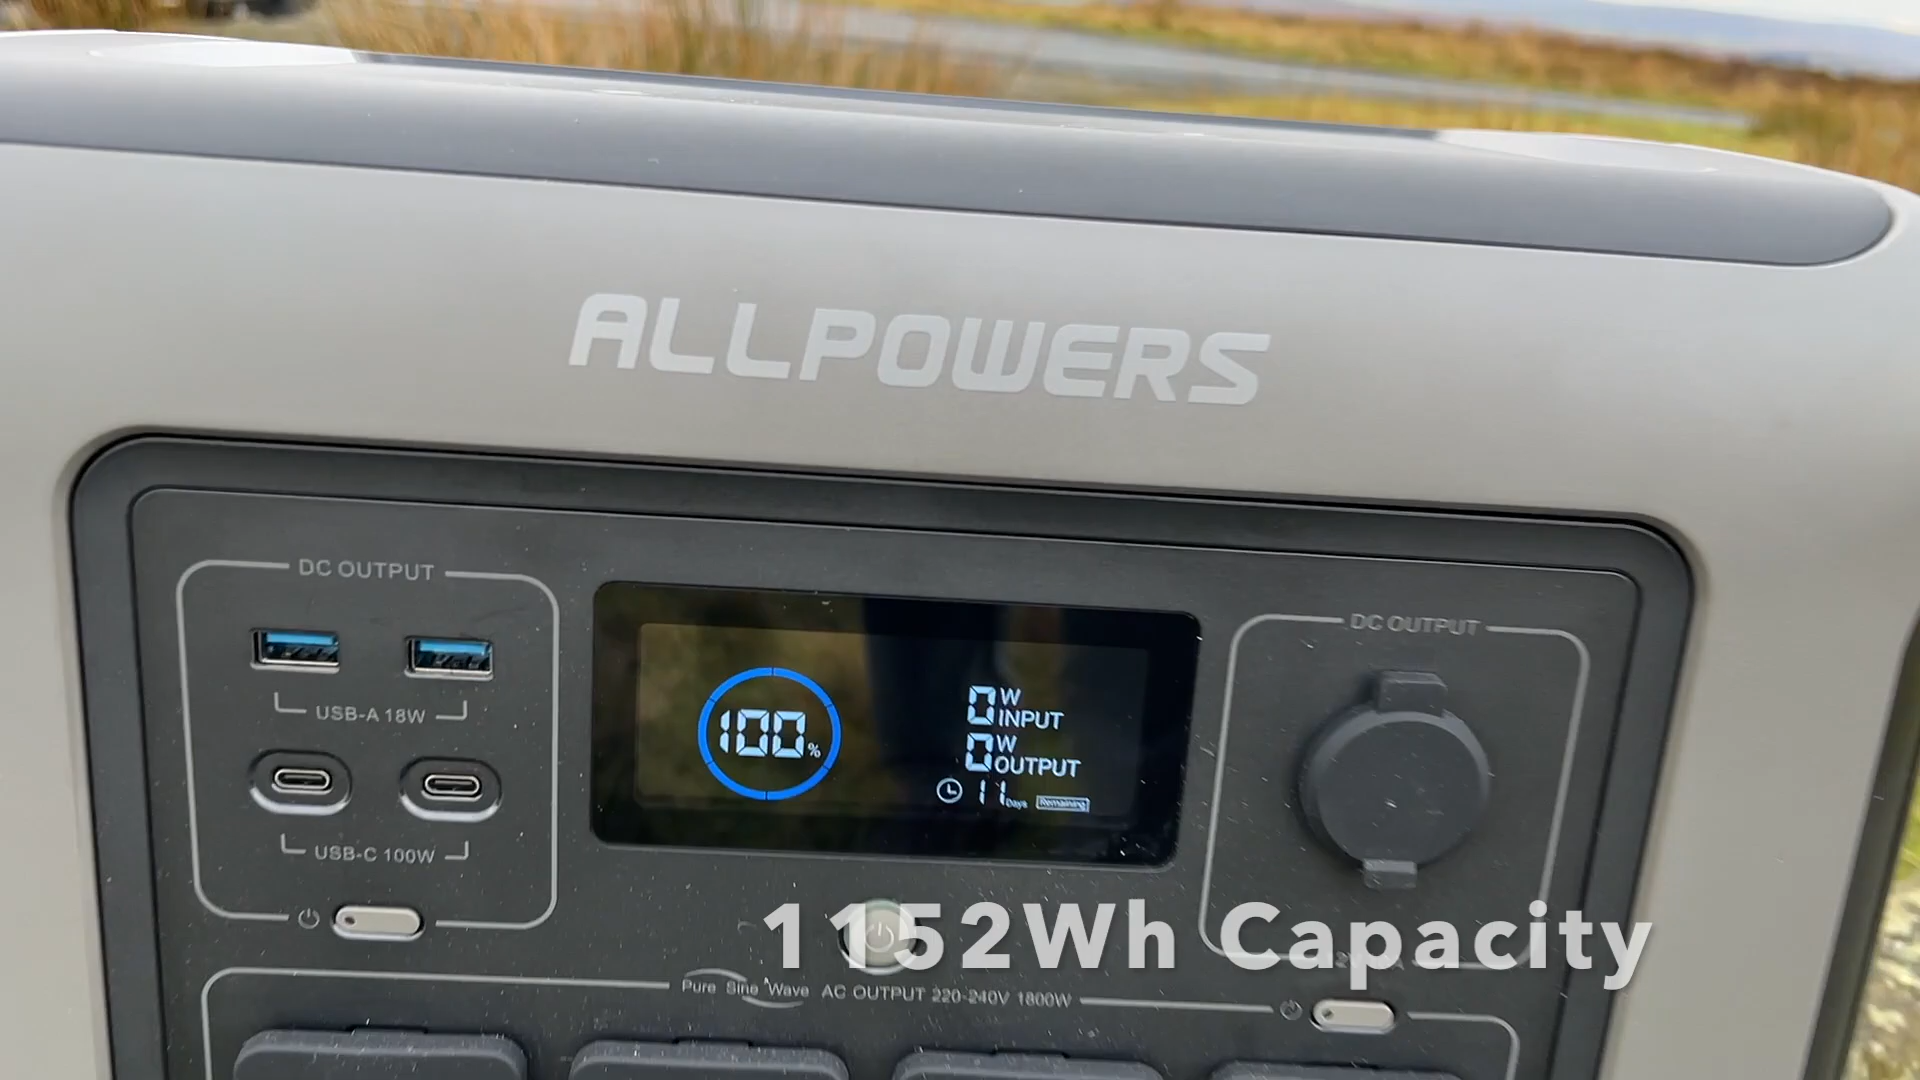 ALLPOWERS
DC OUTPUT
USB-A 18W
USB-C 100W
100%
0W
INPUT
0W
OUTPUT
11 Days Remaining
DC OUTPUT
1152Wh Capacity
Pure Sine Wave AC OUTPUT 220-240V 1800W